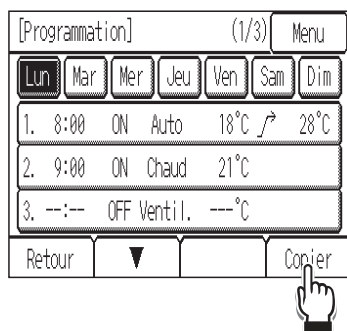 [Programmation] (1/3) Menu
Lun Mar Mer Jeu Ven Sam Dim
1. 8:00 ON Auto 18°C 28°C
2. 9:00 ON Chaud 21°C
3. --:-- OFF Ventil. ---°C
Retour ▼ Copier